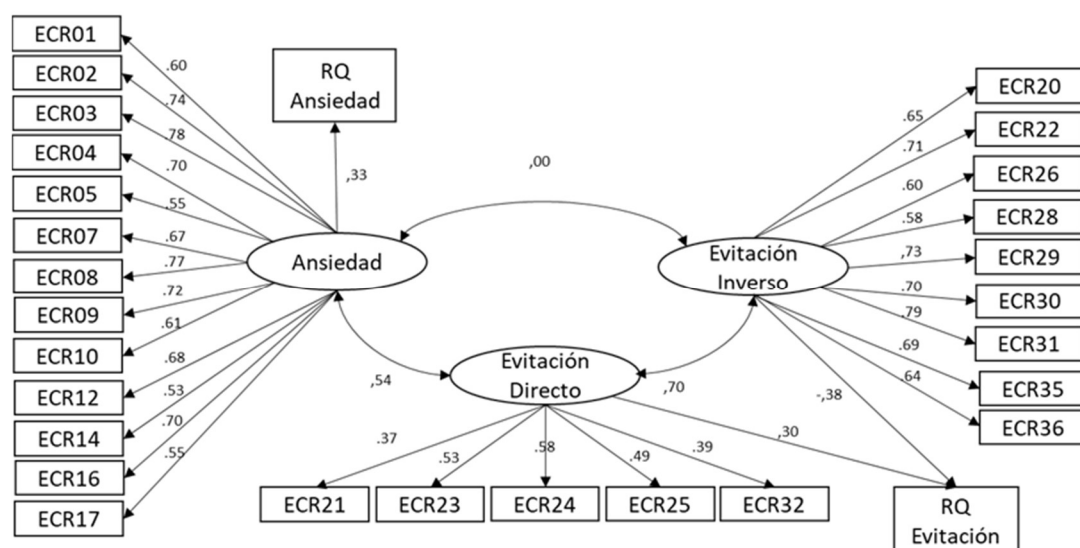 ECR01
ECR02
ECR03
ECR04
ECR05
ECR07
ECR08
ECR09
ECR10
ECR12
ECR14
ECR16
ECR17
.60
.74
.78
.70
.55
.67
.77
.72
.61
.68
.53
.70
.55
RQ
Ansiedad
,33
,00
Ansiedad
Evitación
Inverso
Evitación
Directo
,54
,70
.37
.53
.58
.49
.39
,30
-,38
ECR21
ECR23
ECR24
ECR25
ECR32
RQ
Evitación
.65
.71
.60
.58
,73
.70
.79
.69
.64
ECR20
ECR22
ECR26
ECR28
ECR29
ECR30
ECR31
ECR35
ECR36